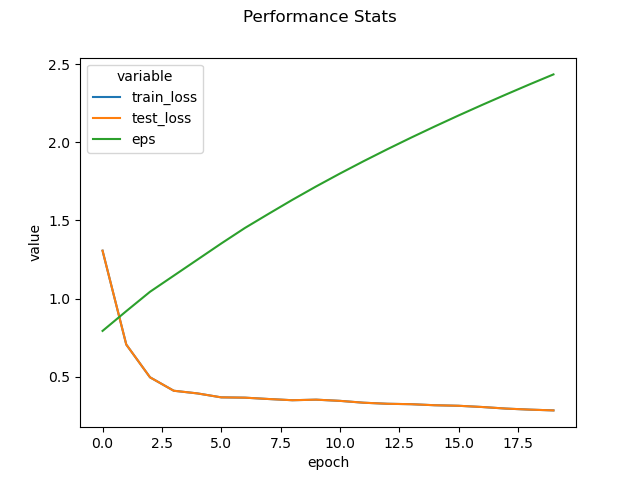 Performance Stats
variable
train_loss
test_loss
eps
value
2.5
2.0
1.5
1.0
0.5
0.0 2.5 5.0 7.5 10.0 12.5 15.0 17.5
epoch